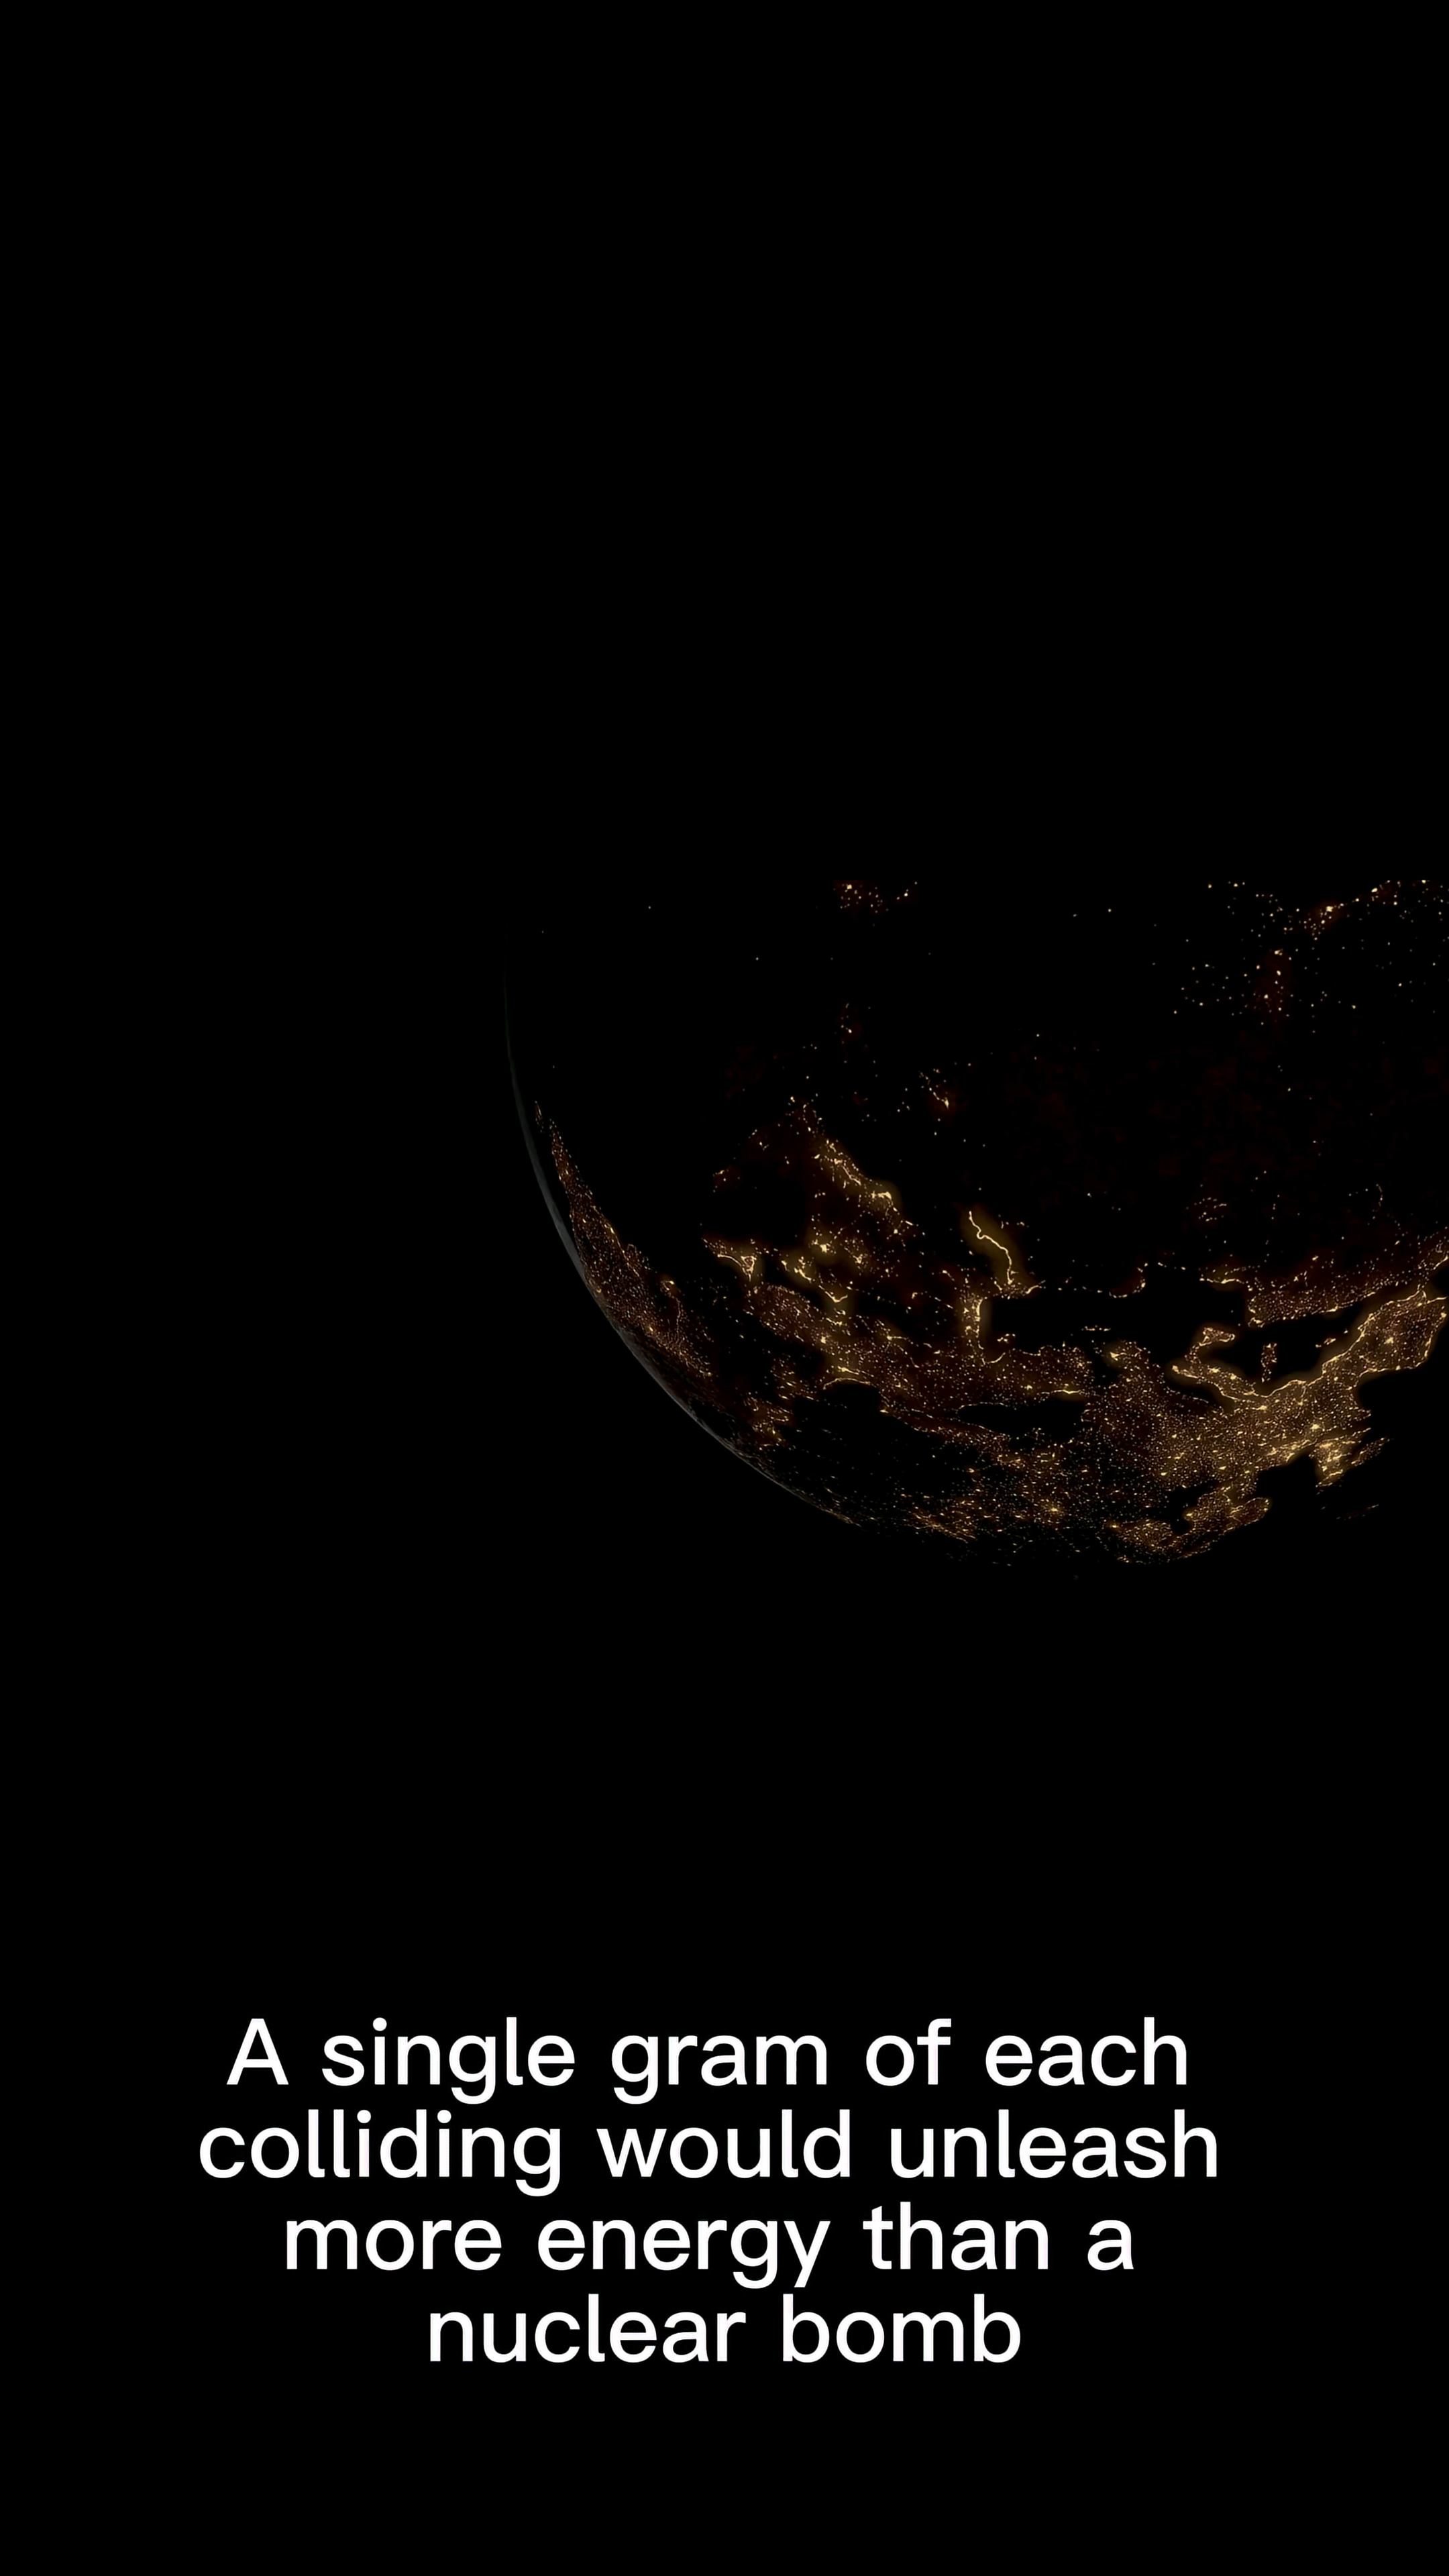 A single gram of each
colliding would unleash
more energy than a
nuclear bomb